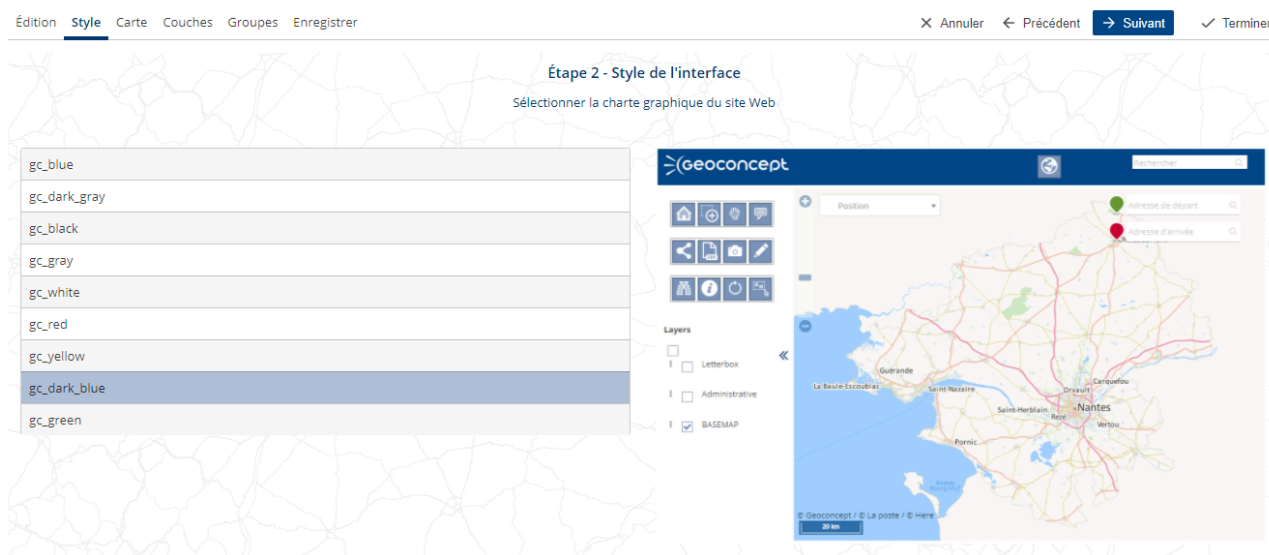 Édition Style Carte Couches Groupes Enregistrer Annuler Précédent Suivant Terminer
Étape 2 - Style de l'interface
Sélectionner la charte graphique du site Web
gc_blue
gc_dark_gray
gc_black
gc_gray
gc_white
gc_red
gc_yellow
gc_dark_blue
gc_green
Geoconcept Rechercher
Position Adresse de départ
Adresse d'arrivée
Layers
Letterbox
Administrative
BASEMAP
Guérande
La Baule-Escoublac
Saint-Nazaire
Orvault
Carquefou
Saint-Herblain
Nantes
Rezé
Vertou
Pornic
© Geoconcept / © La poste / © Here
20 km